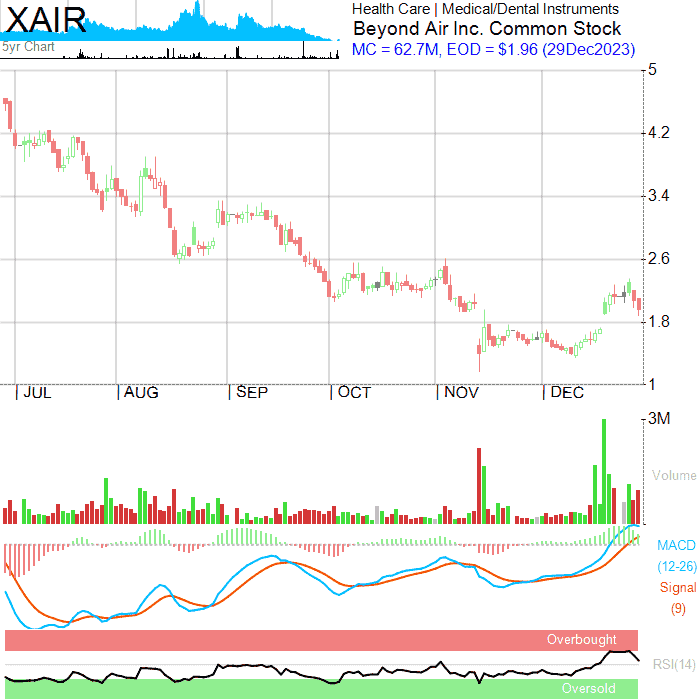 XAIR
5yr Chart
Health Care | Medical/Dental Instruments
Beyond Air Inc. Common Stock
MC = 62.7M, EOD = $1.96 (29Dec2023)
5
4.2
3.4
2.6
1.8
1
| JUL | AUG | SEP | OCT | NOV | DEC
3M
Volume
MACD
(12-26)
Signal
(9)
Overbought
RSI(14)
Oversold